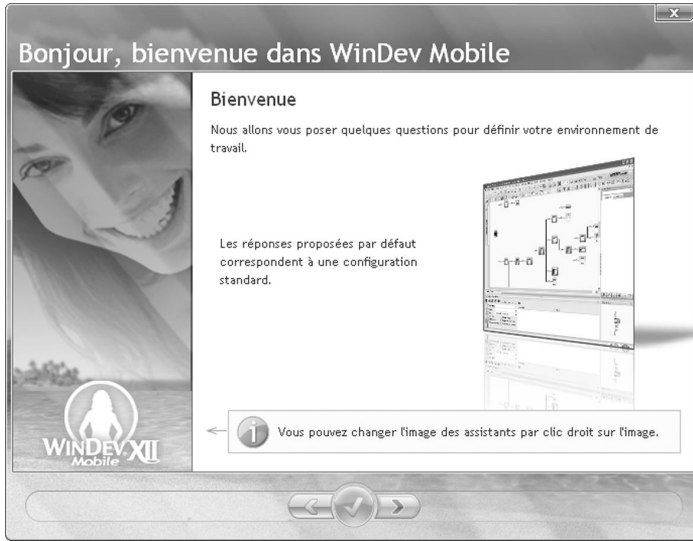 Bonjour, bienvenue dans WinDev Mobile
Bienvenue
Nous allons vous poser quelques questions pour définir votre environnement de
travail.
Les réponses proposées par défaut
correspondent à une configuration
standard.
Vous pouvez changer l'image des assistants par clic droit sur l'image.
WINDEV XII
Mobile